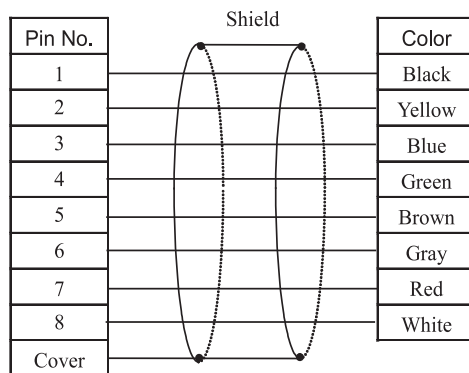 Shield
Pin No. Color
1 Black
2 Yellow
3 Blue
4 Green
5 Brown
6 Gray
7 Red
8 White
Cover